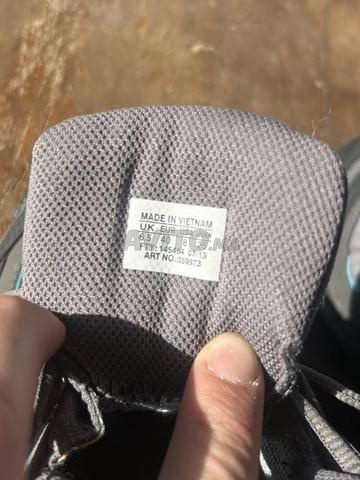 MADE IN VIETNAM
UK EUR USA
6.5 40 8
FTY: 145464 07/13
ART NO. 359973